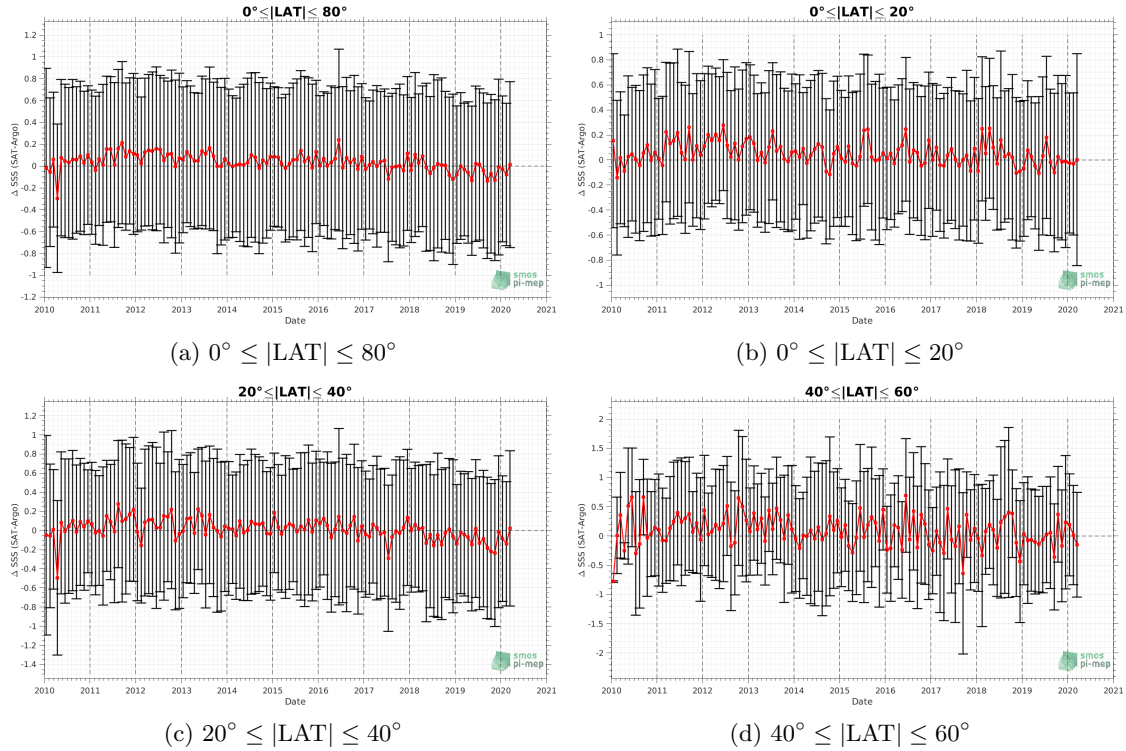 0°≤|LAT|≤ 80°
1.2
1
0.8
0.6
0.4
0.2
0
-0.2
-0.4
-0.6
-0.8
-1
-1.2
Δ SSS (SAT-Argo)
2010 2011 2012 2013 2014 2015 2016 2017 2018 2019 2020 2021
Date
smos
pi-mep
(a) 0° ≤ |LAT| ≤ 80°
0°≤|LAT|≤ 20°
1
0.8
0.6
0.4
0.2
0
-0.2
-0.4
-0.6
-0.8
-1
Δ SSS (SAT-Argo)
2010 2011 2012 2013 2014 2015 2016 2017 2018 2019 2020 2021
Date
smos
pi-mep
(b) 0° ≤ |LAT| ≤ 20°
20°≤|LAT|≤ 40°
1.2
1
0.8
0.6
0.4
0.2
0
-0.2
-0.4
-0.6
-0.8
-1
-1.2
-1.4
Δ SSS (SAT-Argo)
2010 2011 2012 2013 2014 2015 2016 2017 2018 2019 2020 2021
Date
smos
pi-mep
(c) 20° ≤ |LAT| ≤ 40°
40°≤|LAT|≤ 60°
2
1.5
1
0.5
0
-0.5
-1
-1.5
-2
Δ SSS (SAT-Argo)
2010 2011 2012 2013 2014 2015 2016 2017 2018 2019 2020 2021
Date
smos
pi-mep
(d) 40° ≤ |LAT| ≤ 60°